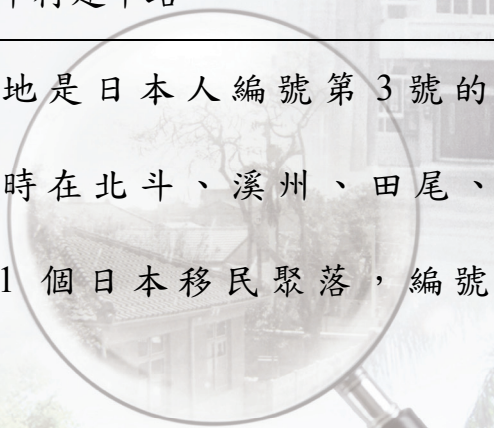 地是日本人編號第3號的
時在北斗、溪州、田尾、
1 個日本移民聚落，編號